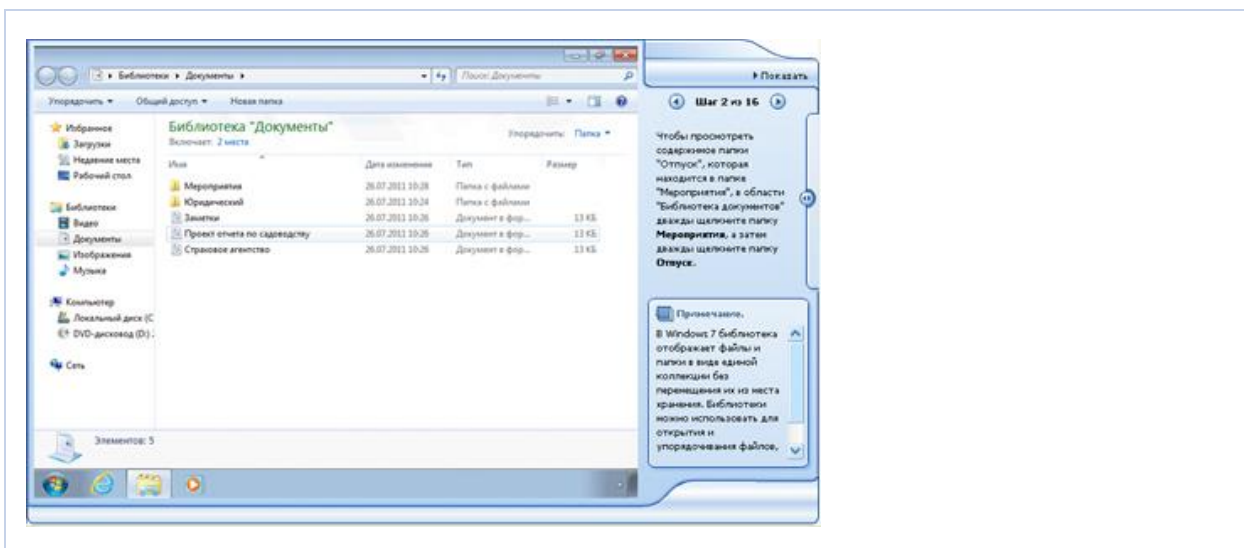 Библиотеки ▸ Документы ▸
Поиск: Документы
Показать
Упорядочить
Общий доступ
Новая папка
Шаг 2 из 16
Избранное
Загрузки
Недавние места
Рабочий стол
Библиотеки
Видео
Документы
Изображения
Музыка
Компьютер
Локальный диск (C
DVD-дисковод (D:)
Сеть
Библиотека "Документы"
Включает: 2 места
Упорядочить: Папка
Имя Дата изменения Тип Размер
Мероприятия 26.07.2011 10:28 Папка с файлами
Юридический 26.07.2011 10:24 Папка с файлами
Заметки 26.07.2011 10:26 Документ в фор... 13 КБ
Проект отчета по садоводству 26.07.2011 10:26 Документ в фор... 13 КБ
Страховое агентство 26.07.2011 10:26 Документ в фор... 13 КБ
Элементов: 5
Чтобы просмотреть
содержимое папки
"Отпуск", которая
находится в папке
"Мероприятия", в области
"Библиотека документов"
дважды щелкните папку
Мероприятия, а затем
дважды щелкните папку
Отпуск.
Примечание.
В Windows 7 библиотека
отображает файлы и
папки в виде единой
коллекции без
перемещения их из места
хранения. Библиотеки
можно использовать для
открытия и
упорядочивания файлов,